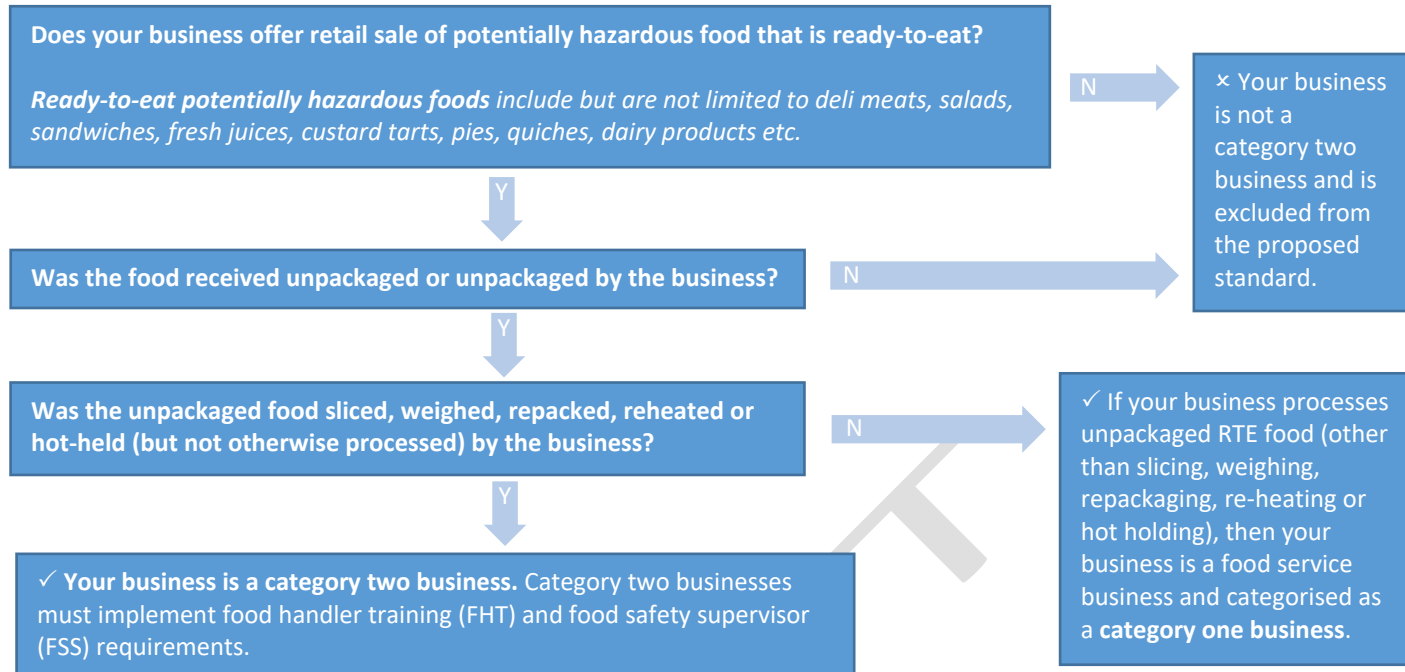 Does your business offer retail sale of potentially hazardous food that is ready-to-eat?
Ready-to-eat potentially hazardous foods include but are not limited to deli meats, salads,
sandwiches, fresh juices, custard tarts, pies, quiches, dairy products etc.
N
× Your business
is not a
category two
business and is
excluded from
the proposed
standard.
Y
Was the food received unpackaged or unpackaged by the business?
N
Y
Was the unpackaged food sliced, weighed, repacked, reheated or
hot-held (but not otherwise processed) by the business?
N
✓ If your business processes
unpackaged RTE food (other
than slicing, weighing,
repackaging, re-heating or
hot holding), then your
business is a food service
business and categorised as
a category one business.
Y
✓ Your business is a category two business. Category two businesses
must implement food handler training (FHT) and food safety supervisor
(FSS) requirements.